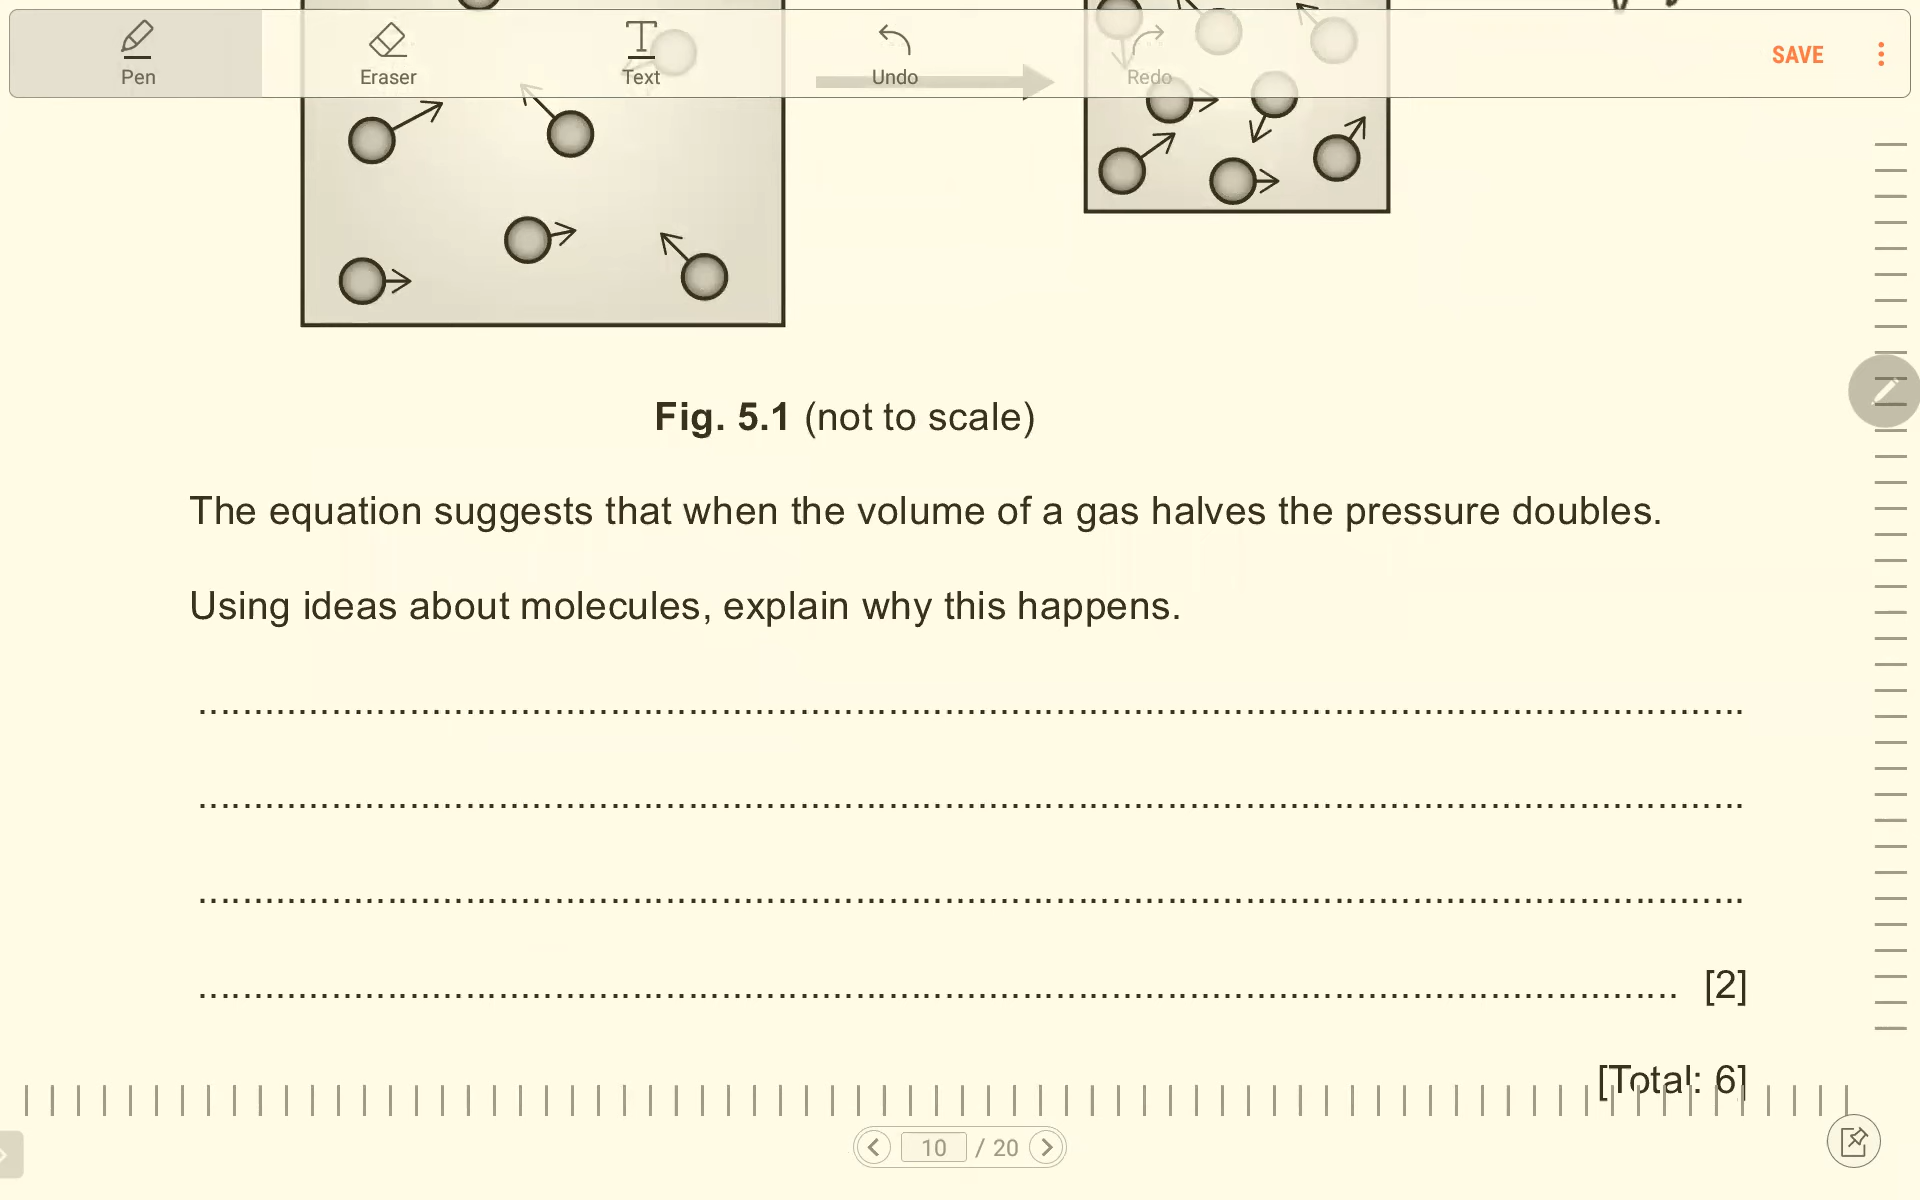 Pen
Eraser
Text
Undo
Redo
SAVE
Fig. 5.1 (not to scale)
The equation suggests that when the volume of a gas halves the pressure doubles.
Using ideas about molecules, explain why this happens.
[2]
[Total: 6]
10 / 20